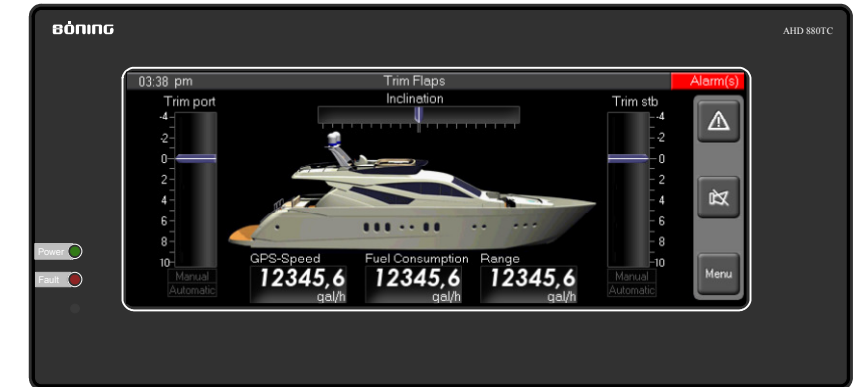 BÖNING
AHD 880TC
03:38 pm Trim Flaps Alarm(s)
Trim port Inclination Trim stb
-4 -4
-2 -2
0 0
2 2
4 4
6 6
8 8
10 10
Power
Fault
Manual Manual
Automatic Automatic
GPS-Speed Fuel Consumption Range
12345,6 12345,6 12345,6
gal/h gal/h gal/h
Menu